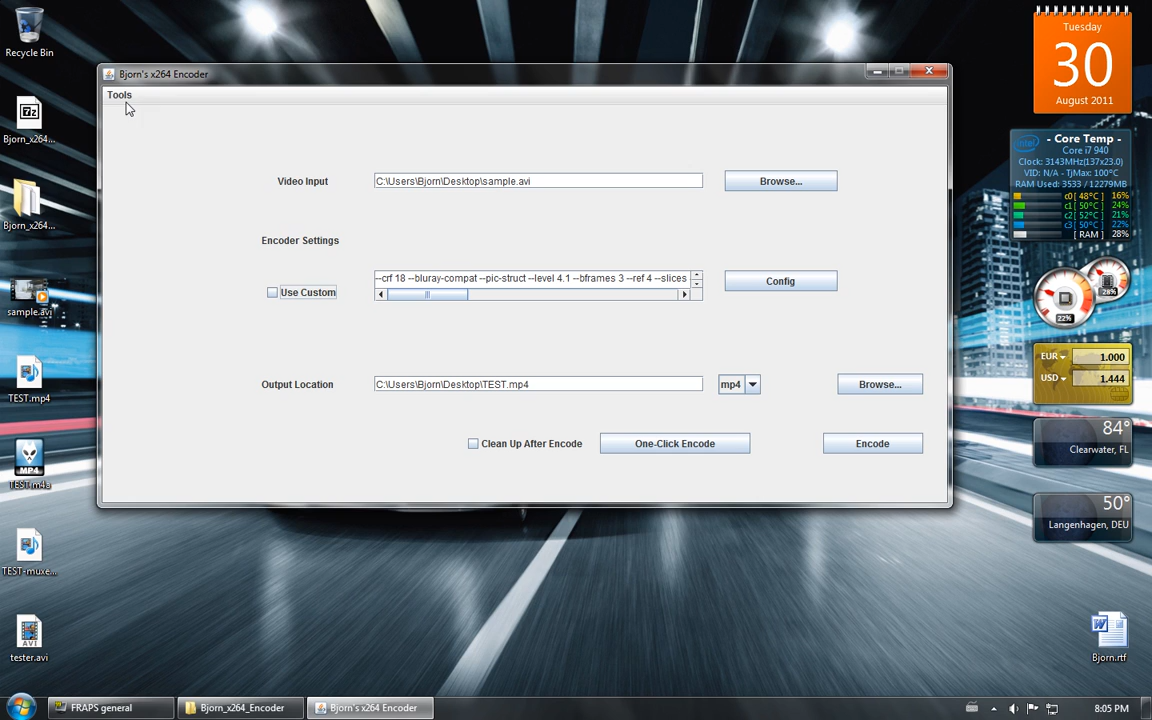 Recycle Bin
Bjorn_x264...
Bjorn_x264...
sample.avi
TEST.mp4
MP4
TEST.m4a
TEST-muxe...
AVI
tester.avi
Bjorn's x264 Encoder
Tools
Video Input
C:\Users\Bjorn\Desktop\sample.avi
Browse...
Encoder Settings
Use Custom
--crf 18 --bluray-compat --pic-struct --level 4.1 --bframes 3 --ref 4 --slices
Config
Output Location
C:\Users\Bjorn\Desktop\TEST.mp4
mp4
Browse...
Clean Up After Encode
One-Click Encode
Encode
Tuesday
30
August 2011
intel
- Core Temp -
Core i7 940
Clock: 3143MHz(137x23.0)
VID: N/A - TjMax: 100°C
RAM Used: 3533 / 12279MB
c0[ 48°C ] 16%
c1[ 50°C ] 24%
c2[ 52°C ] 21%
c3[ 50°C ] 22%
[ RAM ] 28%
28%
22%
EUR 1.000
USD 1.444
84°
Clearwater, FL
50°
Langenhagen, DEU
Bjorn.rtf
FRAPS general
Bjorn_x264_Encoder
Bjorn's x264 Encoder
8:05 PM